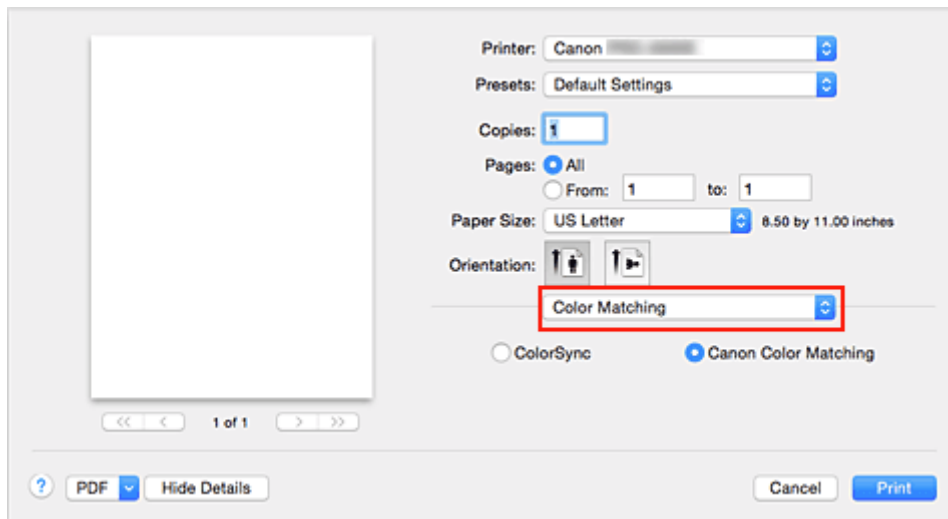 Printer: Canon
Presets: Default Settings
Copies: 1
Pages: All
From: 1 to: 1
Paper Size: US Letter 8.50 by 11.00 inches
Orientation:
Color Matching
ColorSync Canon Color Matching
<< < 1 of 1 > >>
? PDF Hide Details Cancel Print